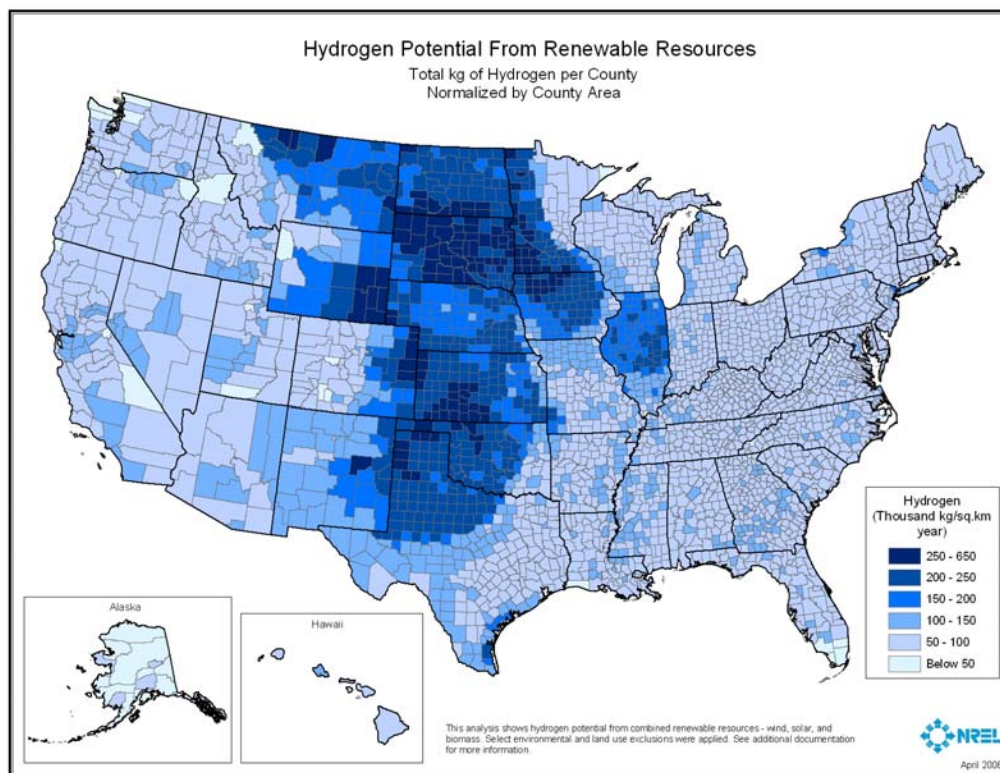 Hydrogen Potential From Renewable Resources
Total kg of Hydrogen per County
Normalized by County Area
Hydrogen
(Thousand kg/sq.km
year)
250 - 650
200 - 250
150 - 200
100 - 150
50 - 100
Below 50
Alaska
Hawaii
This analysis shows hydrogen potential from combined renewable resources - wind, solar, and
biomass. Select environmental and land use exclusions were applied. See additional documentation
for more information.
NREL
April 2006